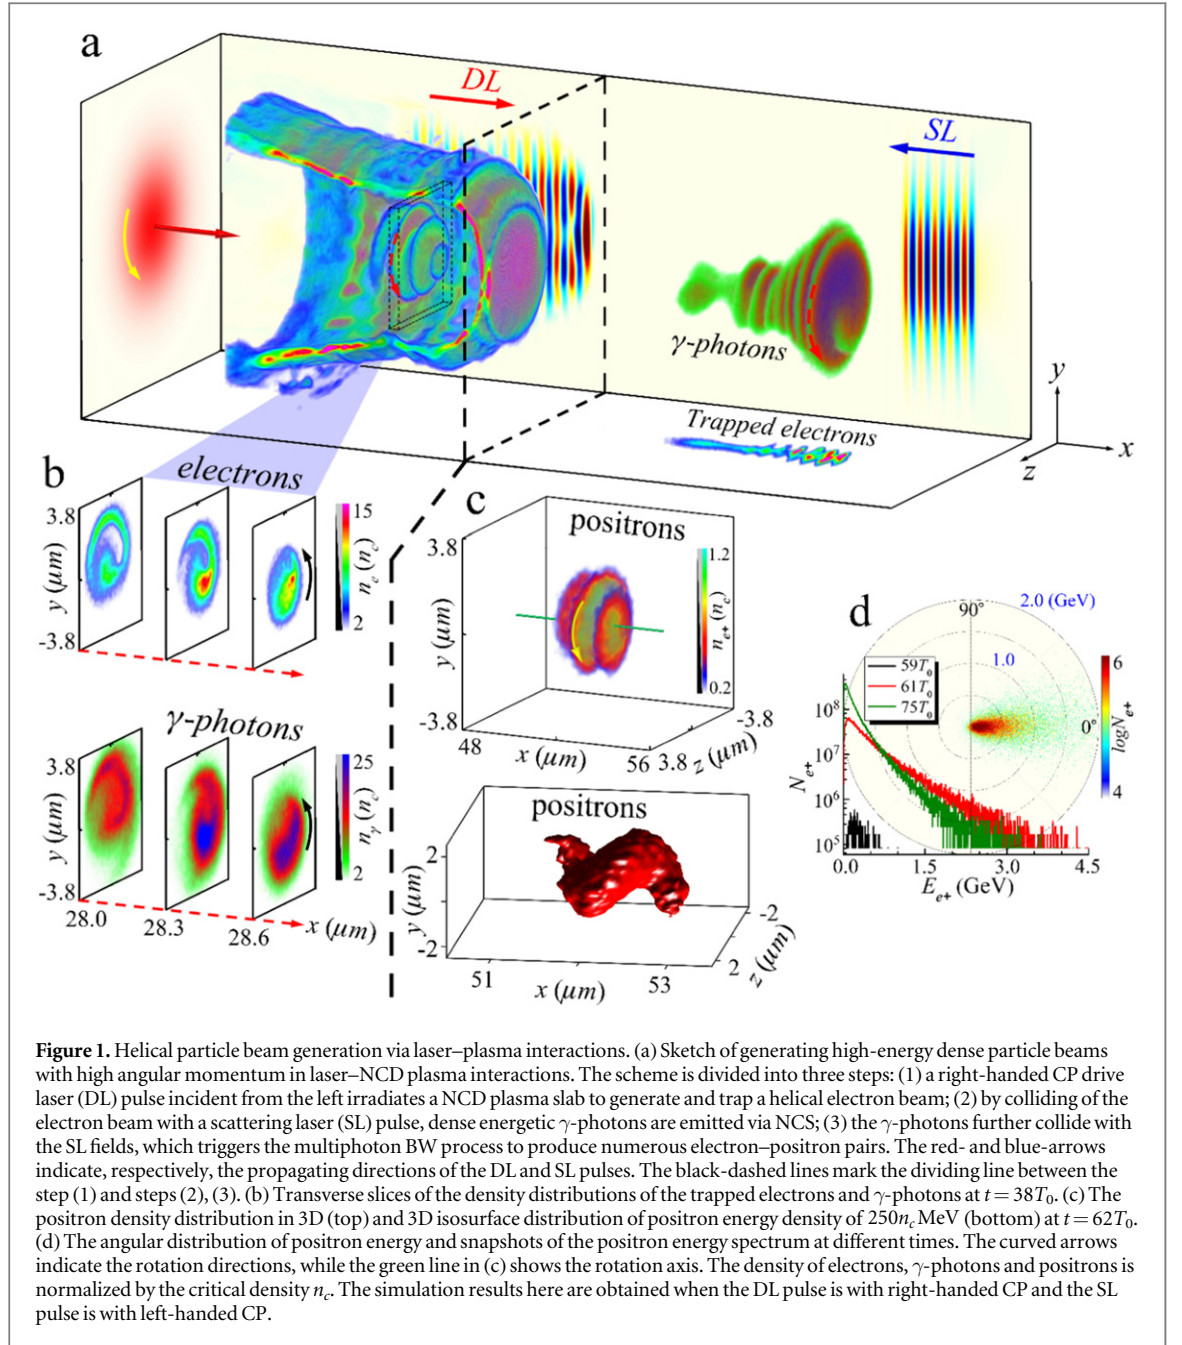 a
DL
SL
γ-photons
Trapped electrons
y
x
z
b
electrons
3.8
y (μm)
-3.8
15
nₑ (n꜀)
2
γ-photons
3.8
y (μm)
-3.8
25
nᵧ (n꜀)
2
28.0
28.3
28.6
x (μm)
c
positrons
3.8
y (μm)
-3.8
1.2
nₑ₊ (n꜀)
0.2
48
x (μm)
56
3.8
z (μm)
-3.8
positrons
2
y (μm)
-2
51
x (μm)
53
2
z (μm)
-2
d
90°
2.0 (GeV)
1.0
0°
59T₀
61T₀
75T₀
6
logNₑ₊
4
10⁸
10⁷
10⁶
10⁵
Nₑ₊
0.0
1.5
3.0
4.5
Eₑ₊ (GeV)
Figure 1. Helical particle beam generation via laser–plasma interactions. (a) Sketch of generating high-energy dense particle beams
with high angular momentum in laser–NCD plasma interactions. The scheme is divided into three steps: (1) a right-handed CP drive
laser (DL) pulse incident from the left irradiates a NCD plasma slab to generate and trap a helical electron beam; (2) by colliding of the
electron beam with a scattering laser (SL) pulse, dense energetic γ-photons are emitted via NCS; (3) the γ-photons further collide with
the SL fields, which triggers the multiphoton BW process to produce numerous electron–positron pairs. The red- and blue-arrows
indicate, respectively, the propagating directions of the DL and SL pulses. The black-dashed lines mark the dividing line between the
step (1) and steps (2), (3). (b) Transverse slices of the density distributions of the trapped electrons and γ-photons at t = 38T₀. (c) The
positron density distribution in 3D (top) and 3D isosurface distribution of positron energy density of 250n꜀ MeV (bottom) at t = 62T₀.
(d) The angular distribution of positron energy and snapshots of the positron energy spectrum at different times. The curved arrows
indicate the rotation directions, while the green line in (c) shows the rotation axis. The density of electrons, γ-photons and positrons is
normalized by the critical density n꜀. The simulation results here are obtained when the DL pulse is with right-handed CP and the SL
pulse is with left-handed CP.